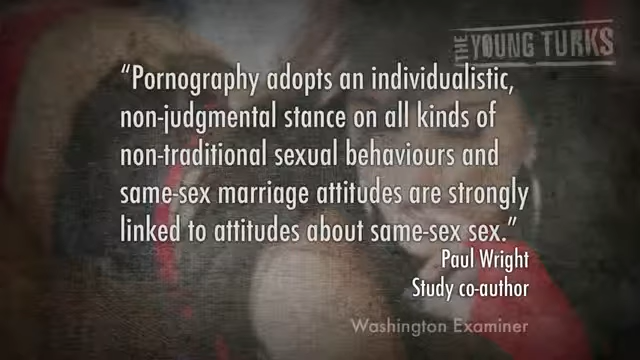 THE YOUNG TURKS
“Pornography adopts an individualistic,
non-judgmental stance on all kinds of
non-traditional sexual behaviours and
same-sex marriage attitudes are strongly
linked to attitudes about same-sex sex.”
Paul Wright
Study co-author
Washington Examiner